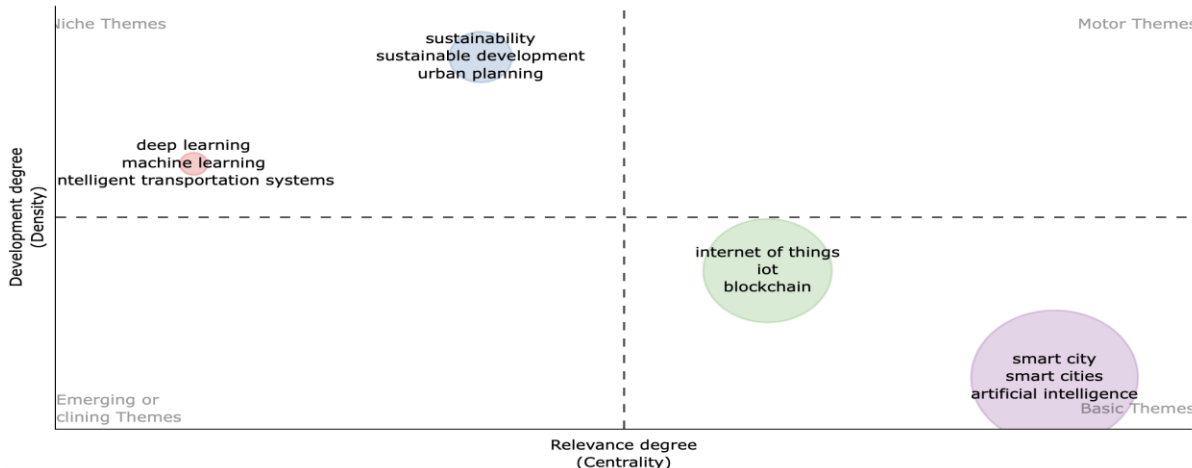 Niche Themes
Motor Themes
sustainability
sustainable development
urban planning
deep learning
machine learning
ntelligent transportation systems
Development degree
(Density)
internet of things
iot
blockchain
smart city
smart cities
artificial intelligence
Emerging or
clining Themes
Basic Themes
Relevance degree
(Centrality)